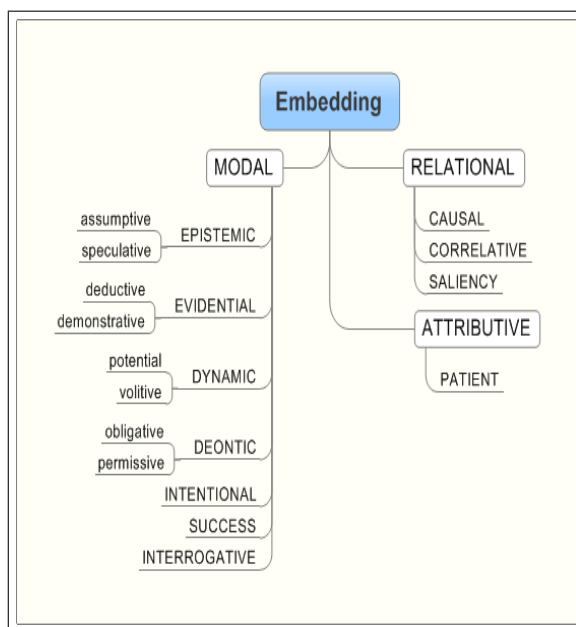 Embedding
MODAL
assumptive
speculative
EPISTEMIC
deductive
demonstrative
EVIDENTIAL
potential
volitive
DYNAMIC
obligative
permissive
DEONTIC
INTENTIONAL
SUCCESS
INTERROGATIVE
RELATIONAL
CAUSAL
CORRELATIVE
SALIENCY
ATTRIBUTIVE
PATIENT